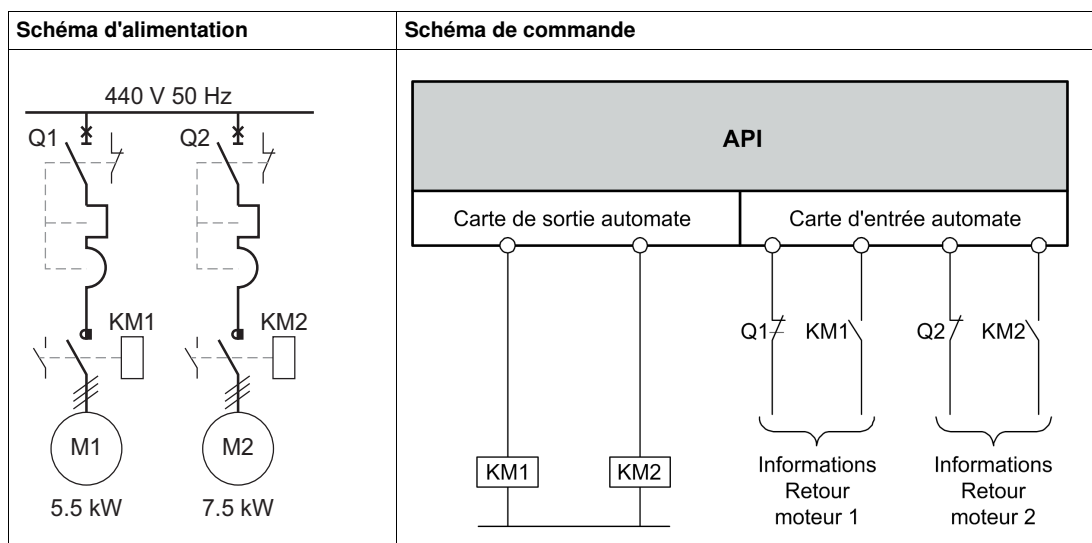 Schéma d'alimentation
Schéma de commande
440 V 50 Hz
Q1
Q2
KM1
KM2
M1
M2
5.5 kW
7.5 kW
API
Carte de sortie automate
Carte d'entrée automate
Q1
KM1
Q2
KM2
KM1
KM2
Informations
Retour
moteur 1
Informations
Retour
moteur 2